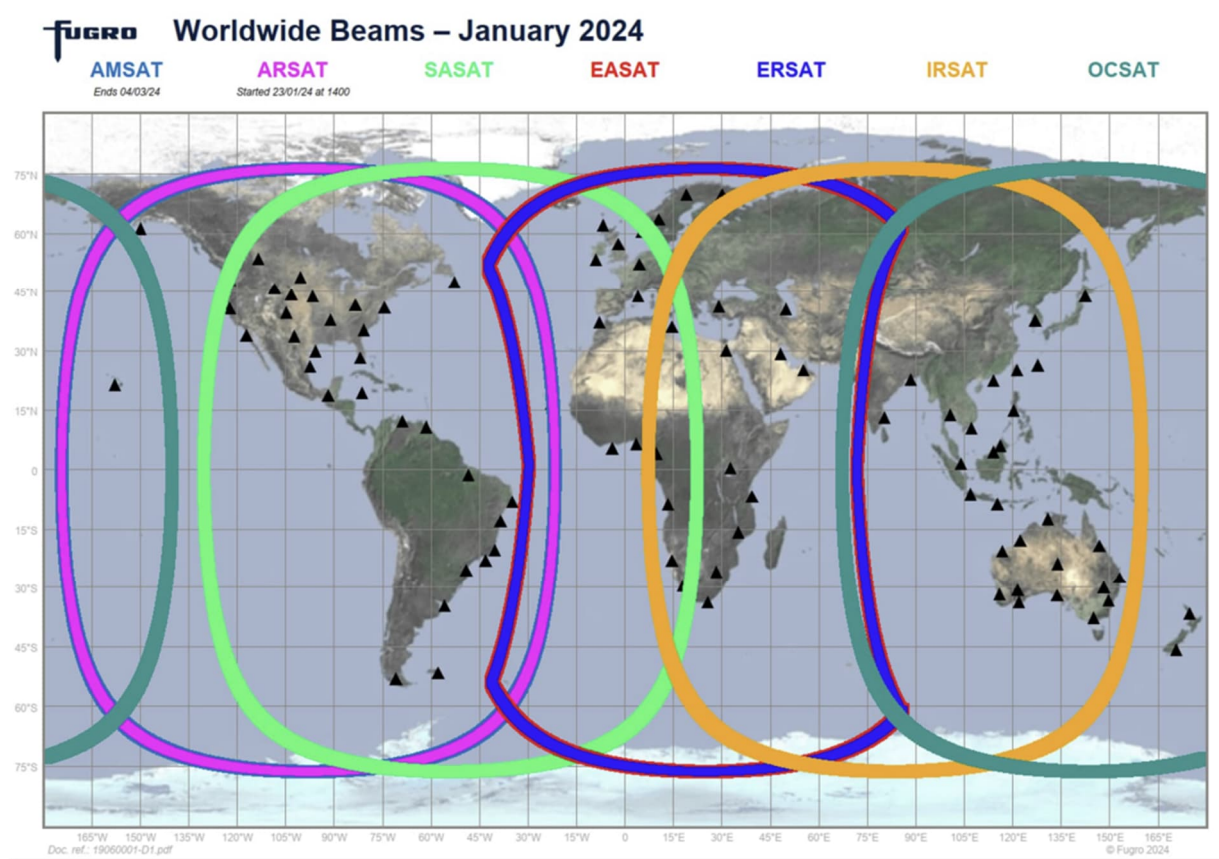 FUGRO Worldwide Beams – January 2024
AMSAT ARSAT SASAT EASAT ERSAT IRSAT OCSAT
Ends 04/03/24 Started 23/01/24 at 1400
75°N
60°N
45°N
30°N
15°N
0
15°S
30°S
45°S
60°S
75°S
165°W 150°W 135°W 120°W 105°W 90°W 75°W 60°W 45°W 30°W 15°W 0 15°E 30°E 45°E 60°E 75°E 90°E 105°E 120°E 135°E 150°E 165°E
Doc. ref.: 19060001-D1.pdf © Fugro 2024